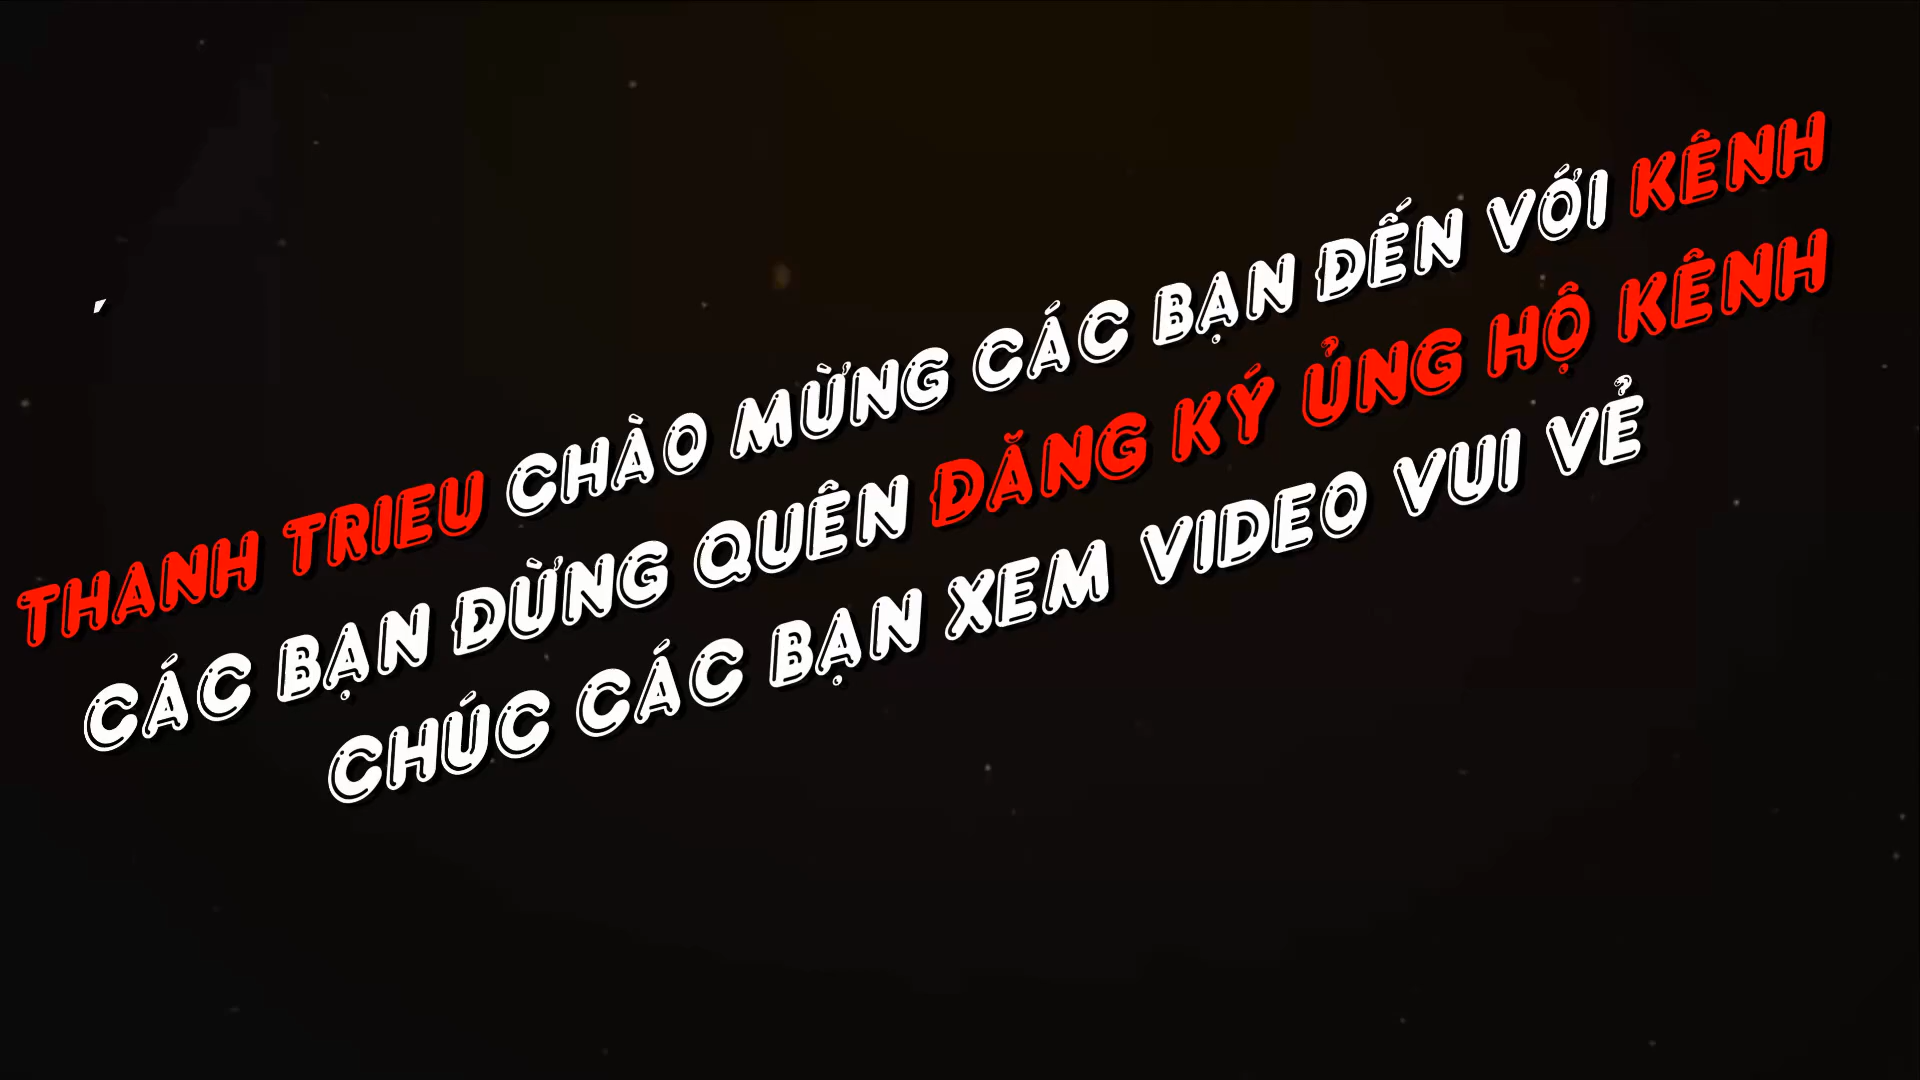 THANH TRIEU CHÀO MỪNG CÁC BẠN ĐẾN VỚI KÊNH
CÁC BẠN ĐỪNG QUÊN ĐĂNG KÝ ỦNG HỘ KÊNH
CHÚC CÁC BẠN XEM VIDEO VUI VẺ